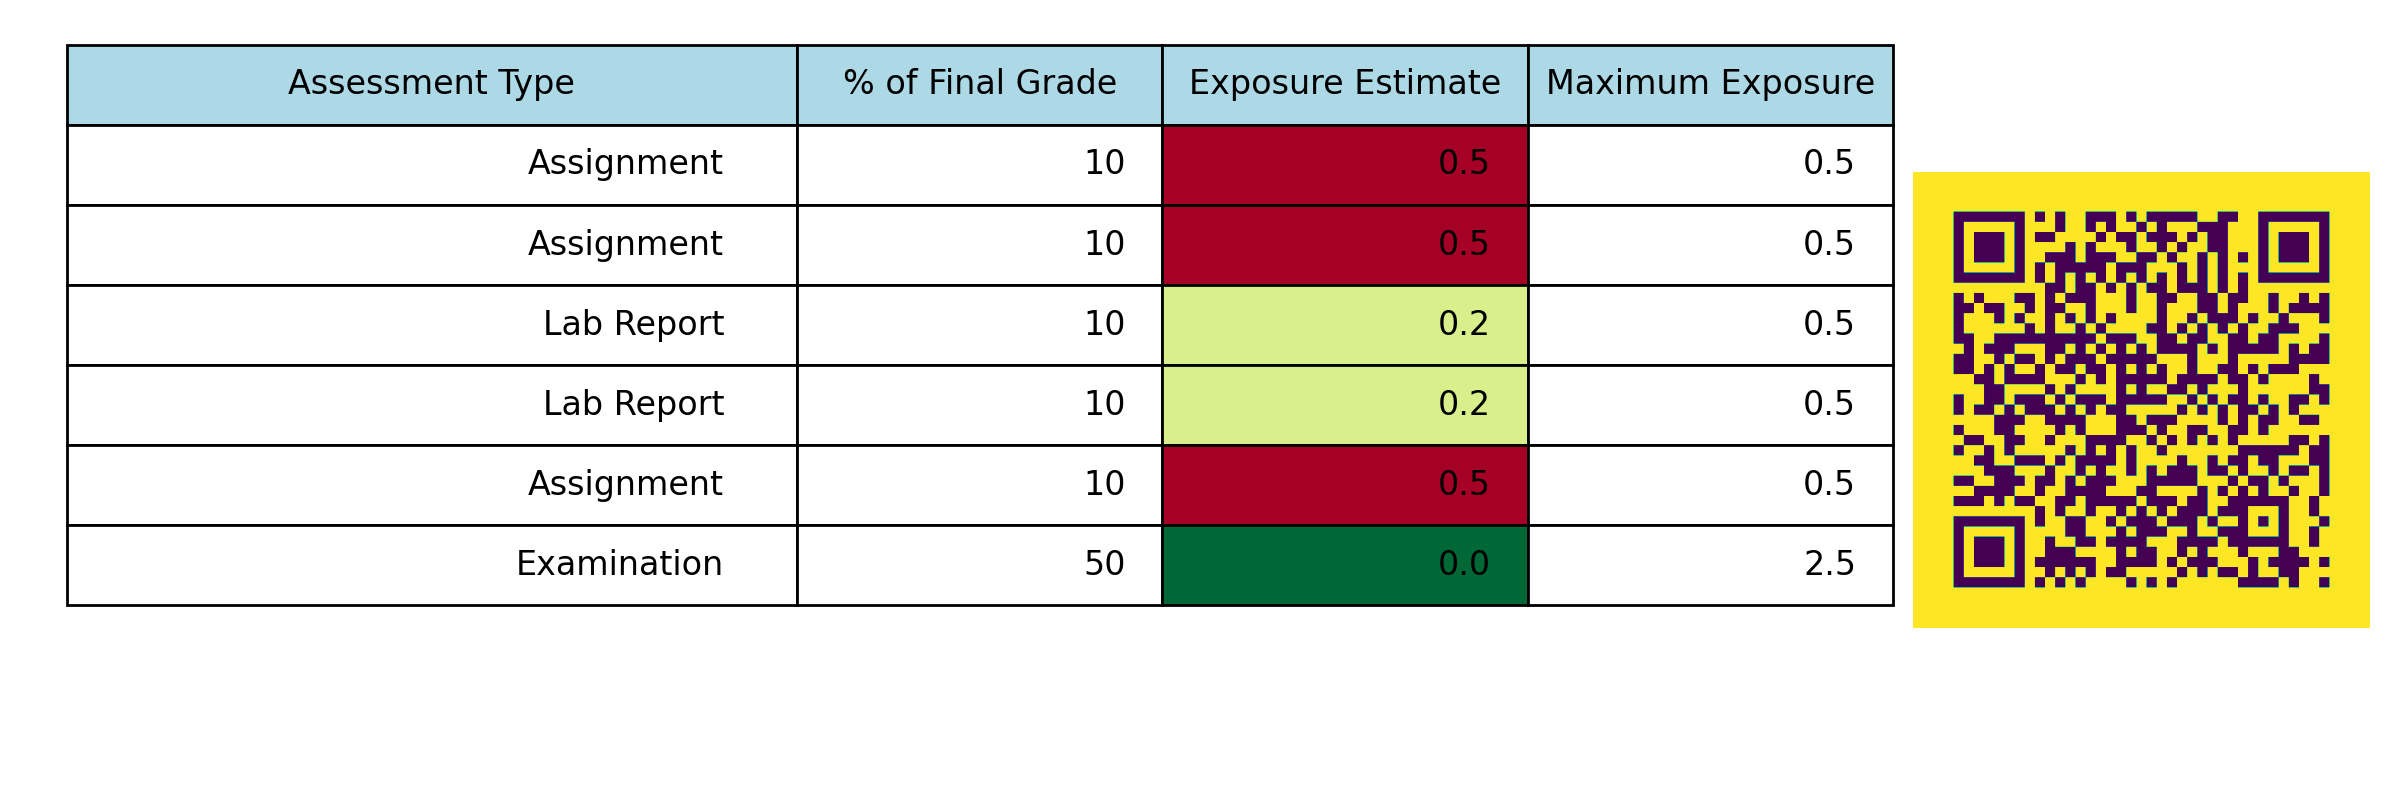 Assessment Type % of Final Grade Exposure Estimate Maximum Exposure
Assignment 10 0.5 0.5
Assignment 10 0.5 0.5
Lab Report 10 0.2 0.5
Lab Report 10 0.2 0.5
Assignment 10 0.5 0.5
Examination 50 0.0 2.5